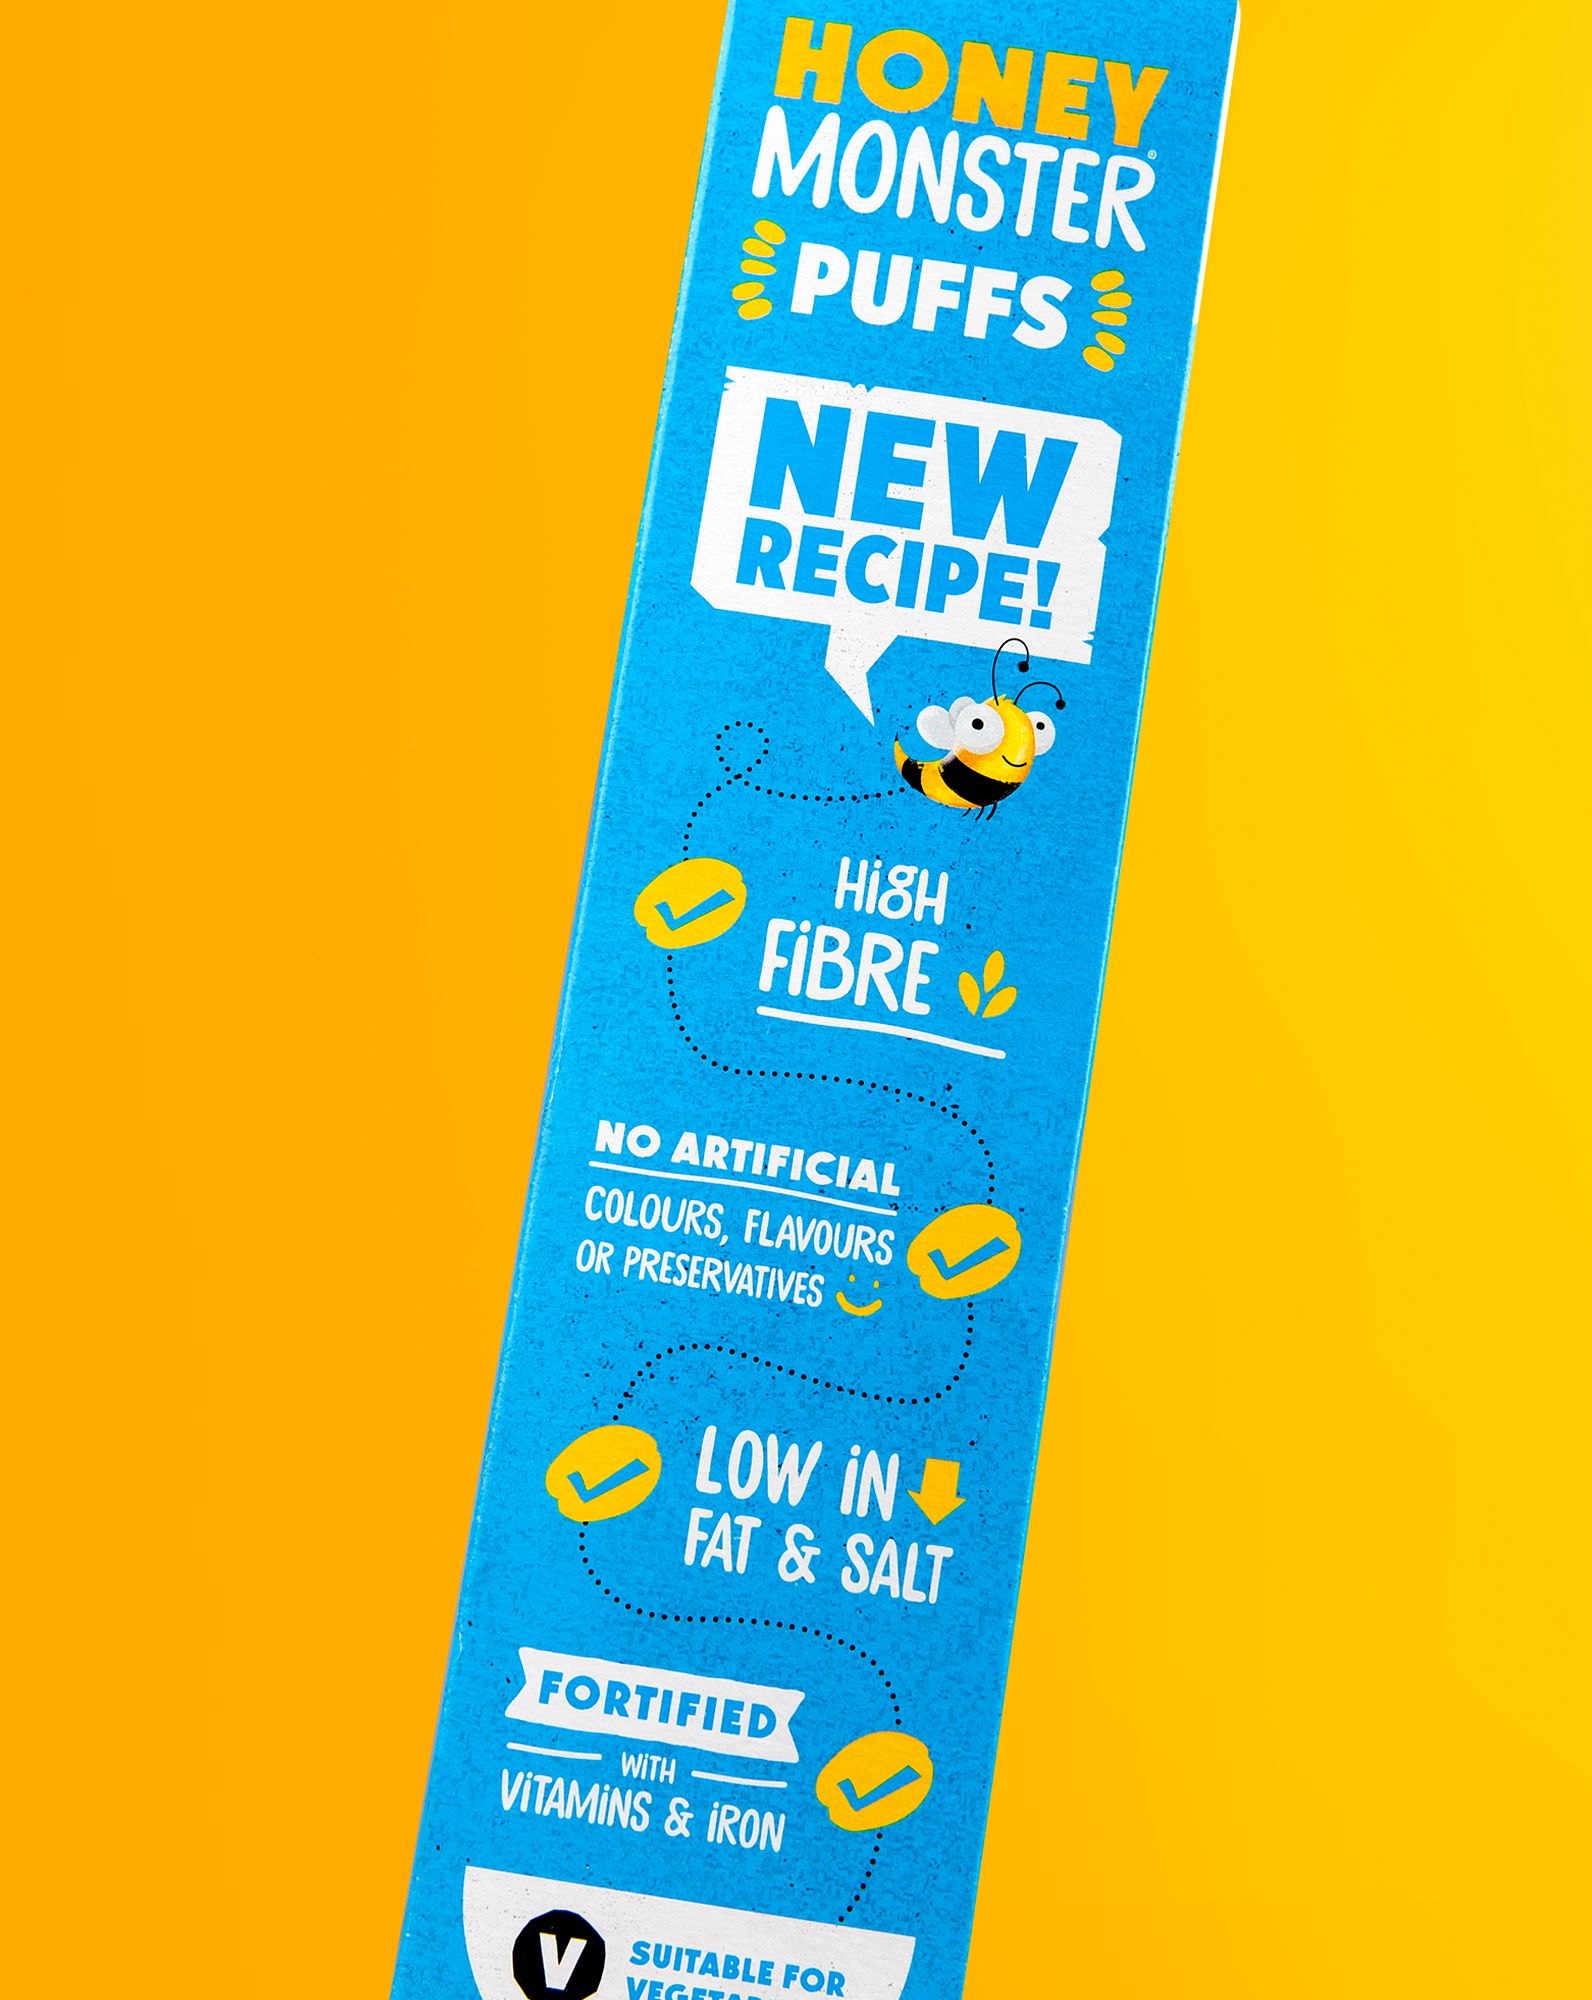 HONEY
MONSTER®
PUFFS
NEW
RECIPE!
HiGH
FiBRE
NO ARTIFICIAL
COLOURS, FLAVOURS
OR PRESERVATIVES
LOW iN
FAT & SALT
FORTIFIED
WiTH
ViTAMiNS & iRON
V
SUITABLE FOR